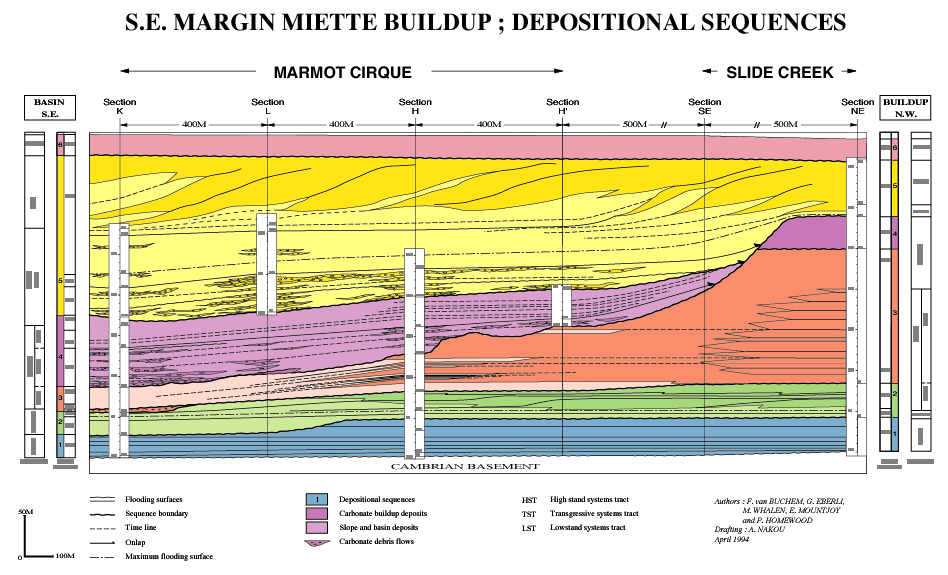 S.E. MARGIN MIETTE BUILDUP ; DEPOSITIONAL SEQUENCES
MARMOT CIRQUE
SLIDE CREEK
BASIN
S.E.
Section
K
Section
L
Section
H
Section
H'
Section
SE
Section
NE
BUILDUP
N.W.
400M
400M
400M
500M
500M
6
5
4
3
2
1
6
5
4
3
2
1
CAMBRIAN BASEMENT
50M
0
100M
Flooding surfaces
Sequence boundary
Time line
Onlap
Maximum flooding surface
1
Depositional sequences
Carbonate buildup deposits
Slope and basin deposits
Carbonate debris flows
HST High stand systems tract
TST Transgressive systems tract
LST Lowstand systems tract
Authors : F. van BUCHEM, G. EBERLI,
M. WHALEN, E. MOUNTJOY
and P. HOMEWOOD
Drafting : A. NAKOU
April 1994